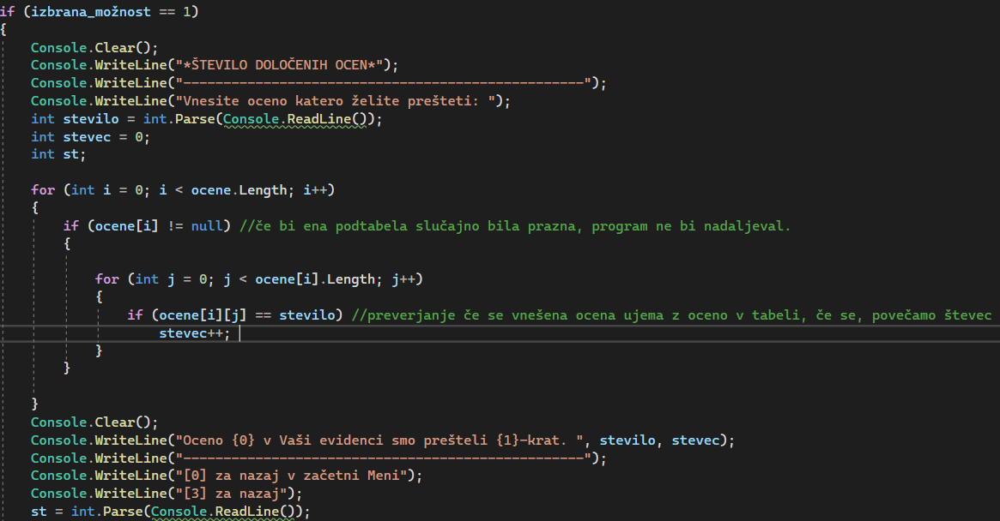 if (izbrana_možnost == 1)
{
    Console.Clear();
    Console.WriteLine("*ŠTEVILO DOLOČENIH OCEN*");
    Console.WriteLine("--------------------------------------------------");
    Console.WriteLine("Vnesite oceno katero želite prešteti: ");
    int stevilo = int.Parse(Console.ReadLine());
    int stevec = 0;
    int st;
    for (int i = 0; i < ocene.Length; i++)
    {
        if (ocene[i] != null) //če bi ena podtabela slučajno bila prazna, program ne bi nadaljeval.
        {
            for (int j = 0; j < ocene[i].Length; j++)
            {
                if (ocene[i][j] == stevilo) //preverjanje če se vnešena ocena ujema z oceno v tabeli, če se, povečamo števec
                    stevec++;
            }
        }
    }
    Console.Clear();
    Console.WriteLine("Oceno {0} v Vaši evidenci smo prešteli {1}-krat. ", stevilo, stevec);
    Console.WriteLine("--------------------------------------------------");
    Console.WriteLine("[0] za nazaj v začetni Meni");
    Console.WriteLine("[3] za nazaj");
    st = int.Parse(Console.ReadLine());